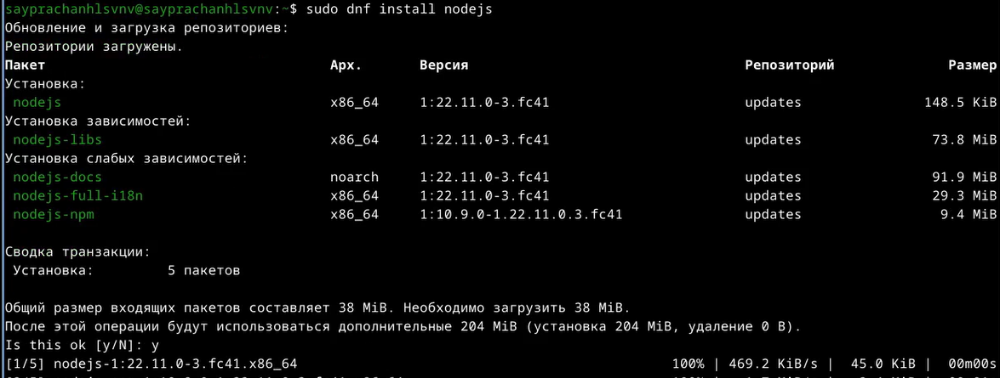 sayprachanhlsvnv@sayprachanhlsvnv:~$ sudo dnf install nodejs
Обновление и загрузка репозиториев:
Репозитории загружены.
Пакет Арх. Версия Репозиторий Размер
Установка:
nodejs x86_64 1:22.11.0-3.fc41 updates 148.5 KiB
Установка зависимостей:
nodejs-libs x86_64 1:22.11.0-3.fc41 updates 73.8 MiB
Установка слабых зависимостей:
nodejs-docs noarch 1:22.11.0-3.fc41 updates 91.9 MiB
nodejs-full-i18n x86_64 1:22.11.0-3.fc41 updates 29.3 MiB
nodejs-npm x86_64 1:10.9.0-1.22.11.0.3.fc41 updates 9.4 MiB
Сводка транзакции:
Установка: 5 пакетов
Общий размер входящих пакетов составляет 38 MiB. Необходимо загрузить 38 MiB.
После этой операции будут использоваться дополнительные 204 MiB (установка 204 MiB, удаление 0 B).
Is this ok [y/N]: y
[1/5] nodejs-1:22.11.0-3.fc41.x86_64 100% | 469.2 KiB/s | 45.0 KiB | 00m00s